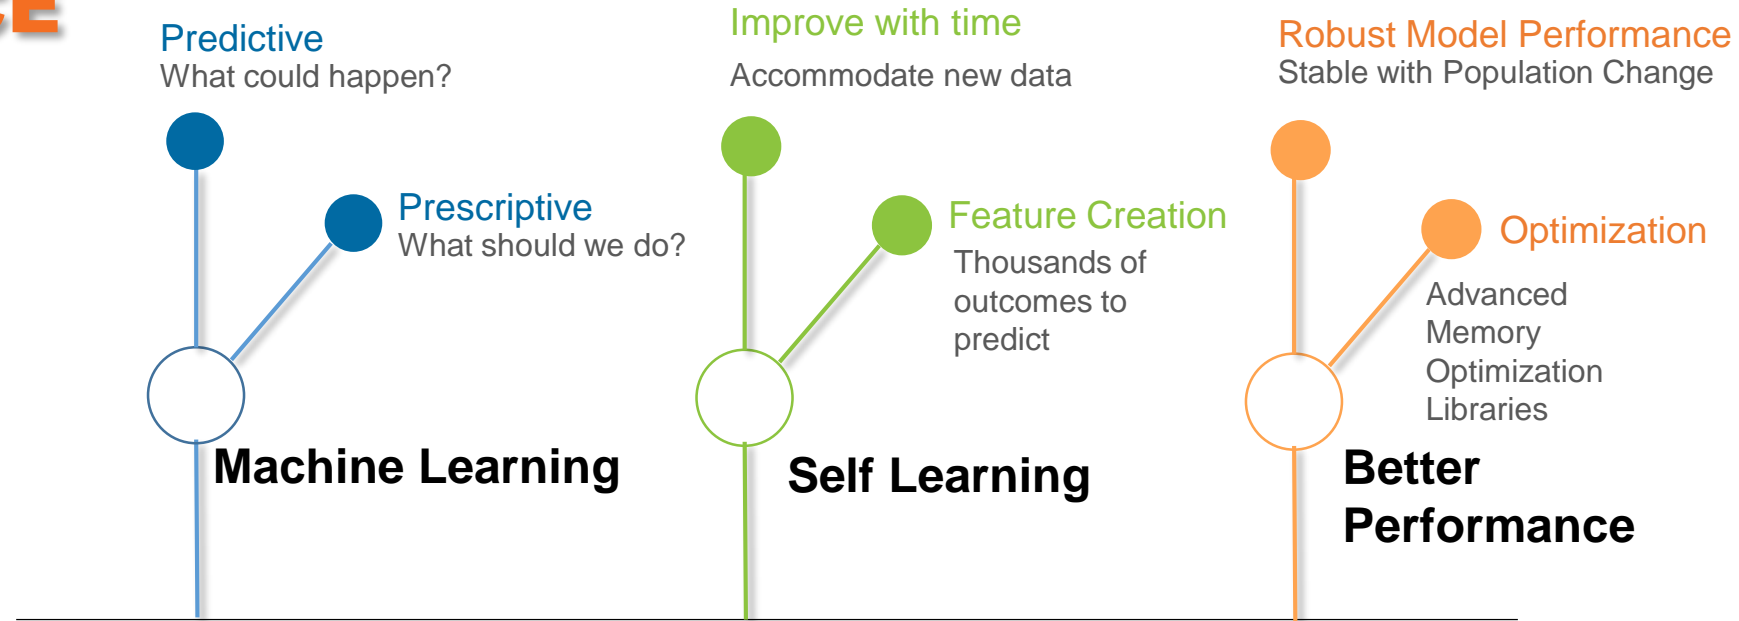 CE
Predictive
What could happen?
Prescriptive
What should we do?
Machine Learning
Improve with time
Accommodate new data
Feature Creation
Thousands of
outcomes to
predict
Self Learning
Robust Model Performance
Stable with Population Change
Optimization
Advanced
Memory
Optimization
Libraries
Better
Performance